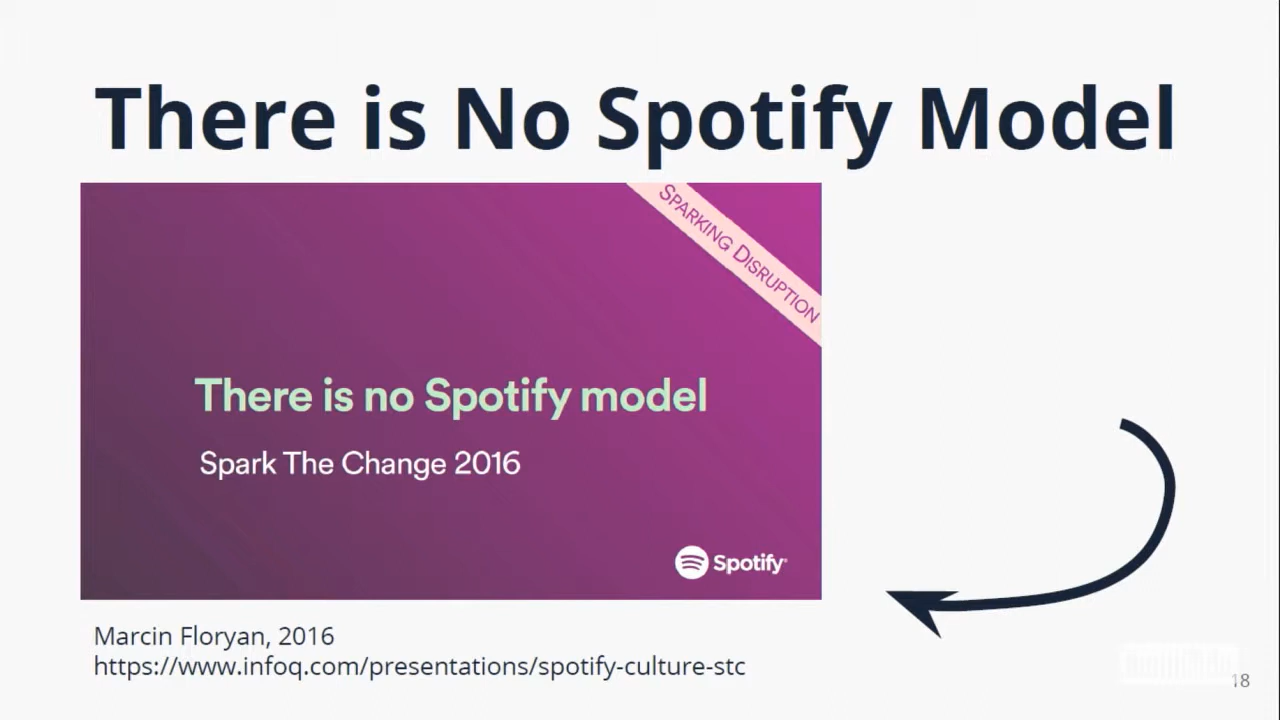 There is No Spotify Model
SPARKING DISRUPTION
There is no Spotify model
Spark The Change 2016
Spotify®
Marcin Floryan, 2016
https://www.infoq.com/presentations/spotify-culture-stc
18